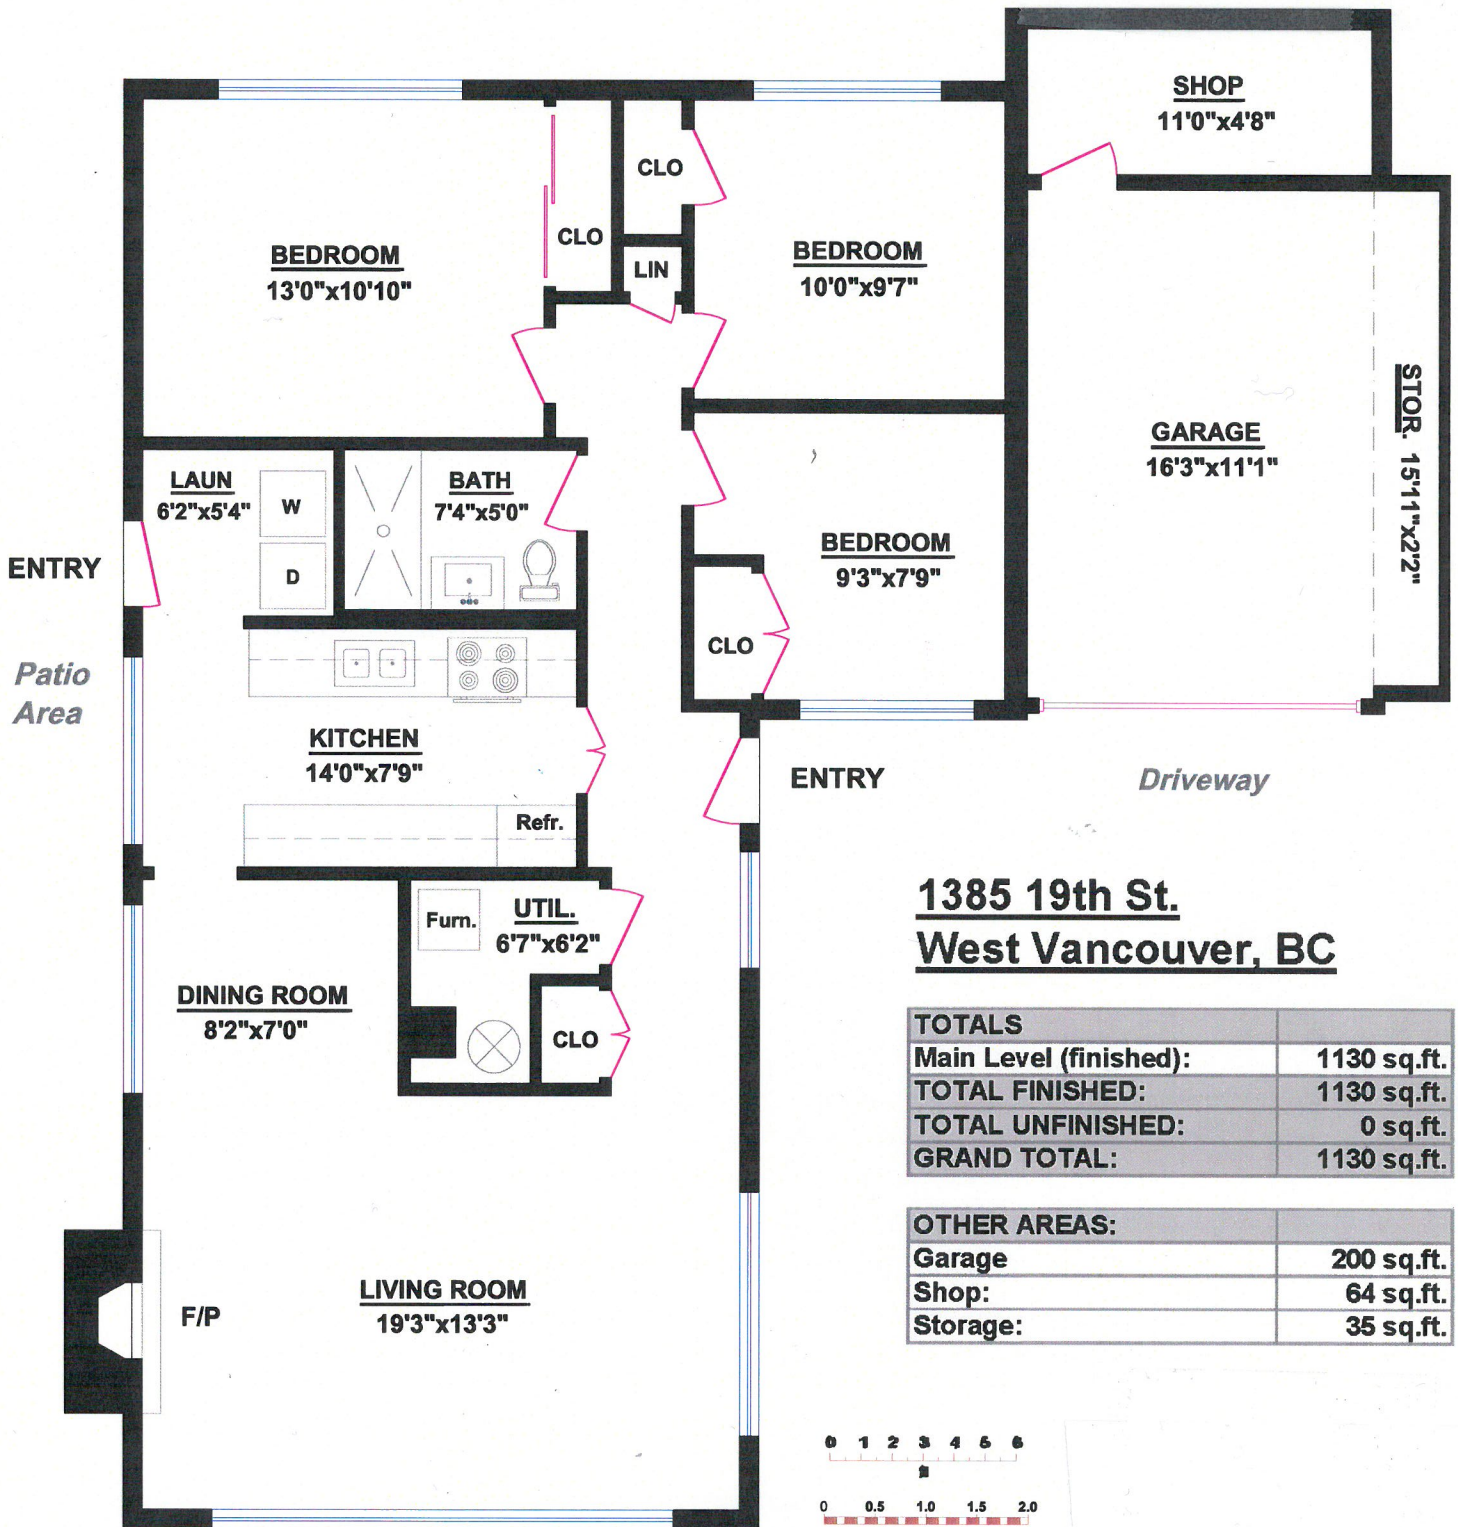 SHOP
11'0"x4'8"
CLO
CLO
BEDROOM
13'0"x10'10"
LIN
BEDROOM
10'0"x9'7"
GARAGE
16'3"x11'1"
STOR. 15'11"x2'2"
LAUN
6'2"x5'4"
W
D
BATH
7'4"x5'0"
ENTRY
BEDROOM
9'3"x7'9"
CLO
Patio
Area
KITCHEN
14'0"x7'9"
Refr.
ENTRY
Driveway
Furn.
UTIL.
6'7"x6'2"
CLO
DINING ROOM
8'2"x7'0"
1385 19th St.
West Vancouver, BC
TOTALS
Main Level (finished): 1130 sq.ft.
TOTAL FINISHED: 1130 sq.ft.
TOTAL UNFINISHED: 0 sq.ft.
GRAND TOTAL: 1130 sq.ft.
OTHER AREAS:
Garage 200 sq.ft.
Shop: 64 sq.ft.
Storage: 35 sq.ft.
F/P
LIVING ROOM
19'3"x13'3"
0 1 2 3 4 5 6
0 0.5 1.0 1.5 2.0